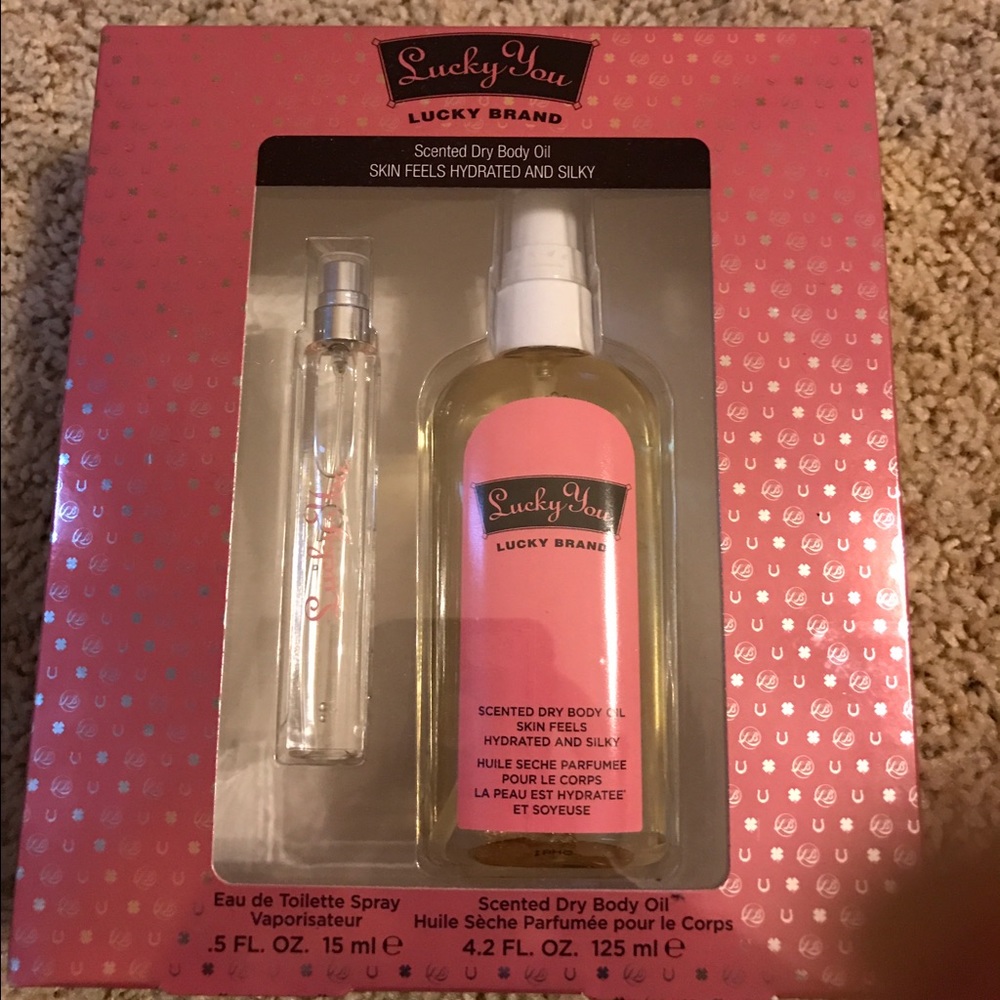 Lucky You
LUCKY BRAND
Scented Dry Body Oil
SKIN FEELS HYDRATED AND SILKY
Lucky You
Lucky You
LUCKY BRAND
SCENTED DRY BODY OIL
SKIN FEELS
HYDRATED AND SILKY
HUILE SECHE PARFUMEE
POUR LE CORPS
LA PEAU EST HYDRATEE
ET SOYEUSE
Eau de Toilette Spray
Vaporisateur
.5 FL. OZ. 15 ml ℮
Scented Dry Body Oil™
Huile Sèche Parfumée pour le Corps
4.2 FL. OZ. 125 ml ℮